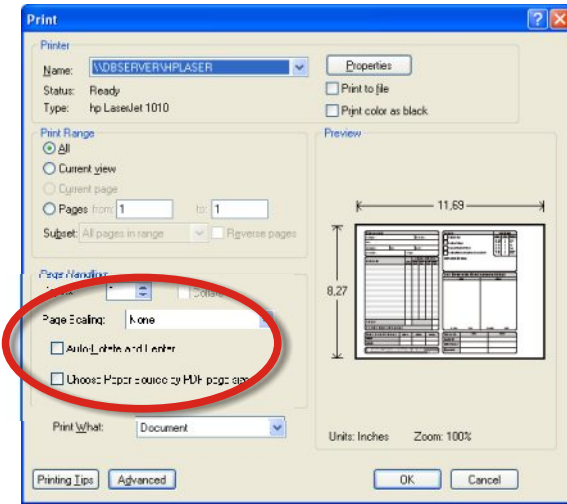 Print
Printer
Name: \\DBSERVER\HPLASER
Properties
Status: Ready
Print to file
Type: hp LaserJet 1010
Print color as black
Print Range
Preview
All
Current view
Current page
Pages from: 1 to: 1
Subset: All pages in range
Reverse pages
11,69
8,27
Page Handling
Page Scaling: None
Auto-Rotate and Center
Choose Paper Source by PDF page size
Print What: Document
Units: Inches Zoom: 100%
Printing Tips
Advanced
OK
Cancel